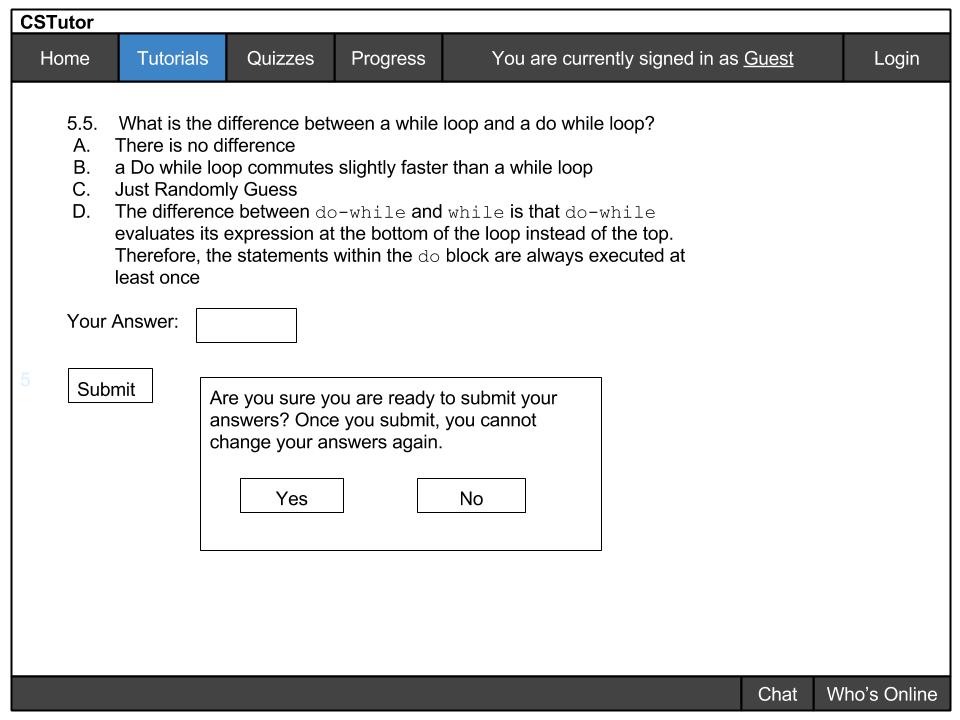 CSTutor
Home Tutorials Quizzes Progress You are currently signed in as Guest Login
5.5. What is the difference between a while loop and a do while loop?
A. There is no difference
B. a Do while loop commutes slightly faster than a while loop
C. Just Randomly Guess
D. The difference between do-while and while is that do-while
evaluates its expression at the bottom of the loop instead of the top.
Therefore, the statements within the do block are always executed at
least once
Your Answer:
5
Submit
Are you sure you are ready to submit your
answers? Once you submit, you cannot
change your answers again.
Yes No
Chat Who's Online